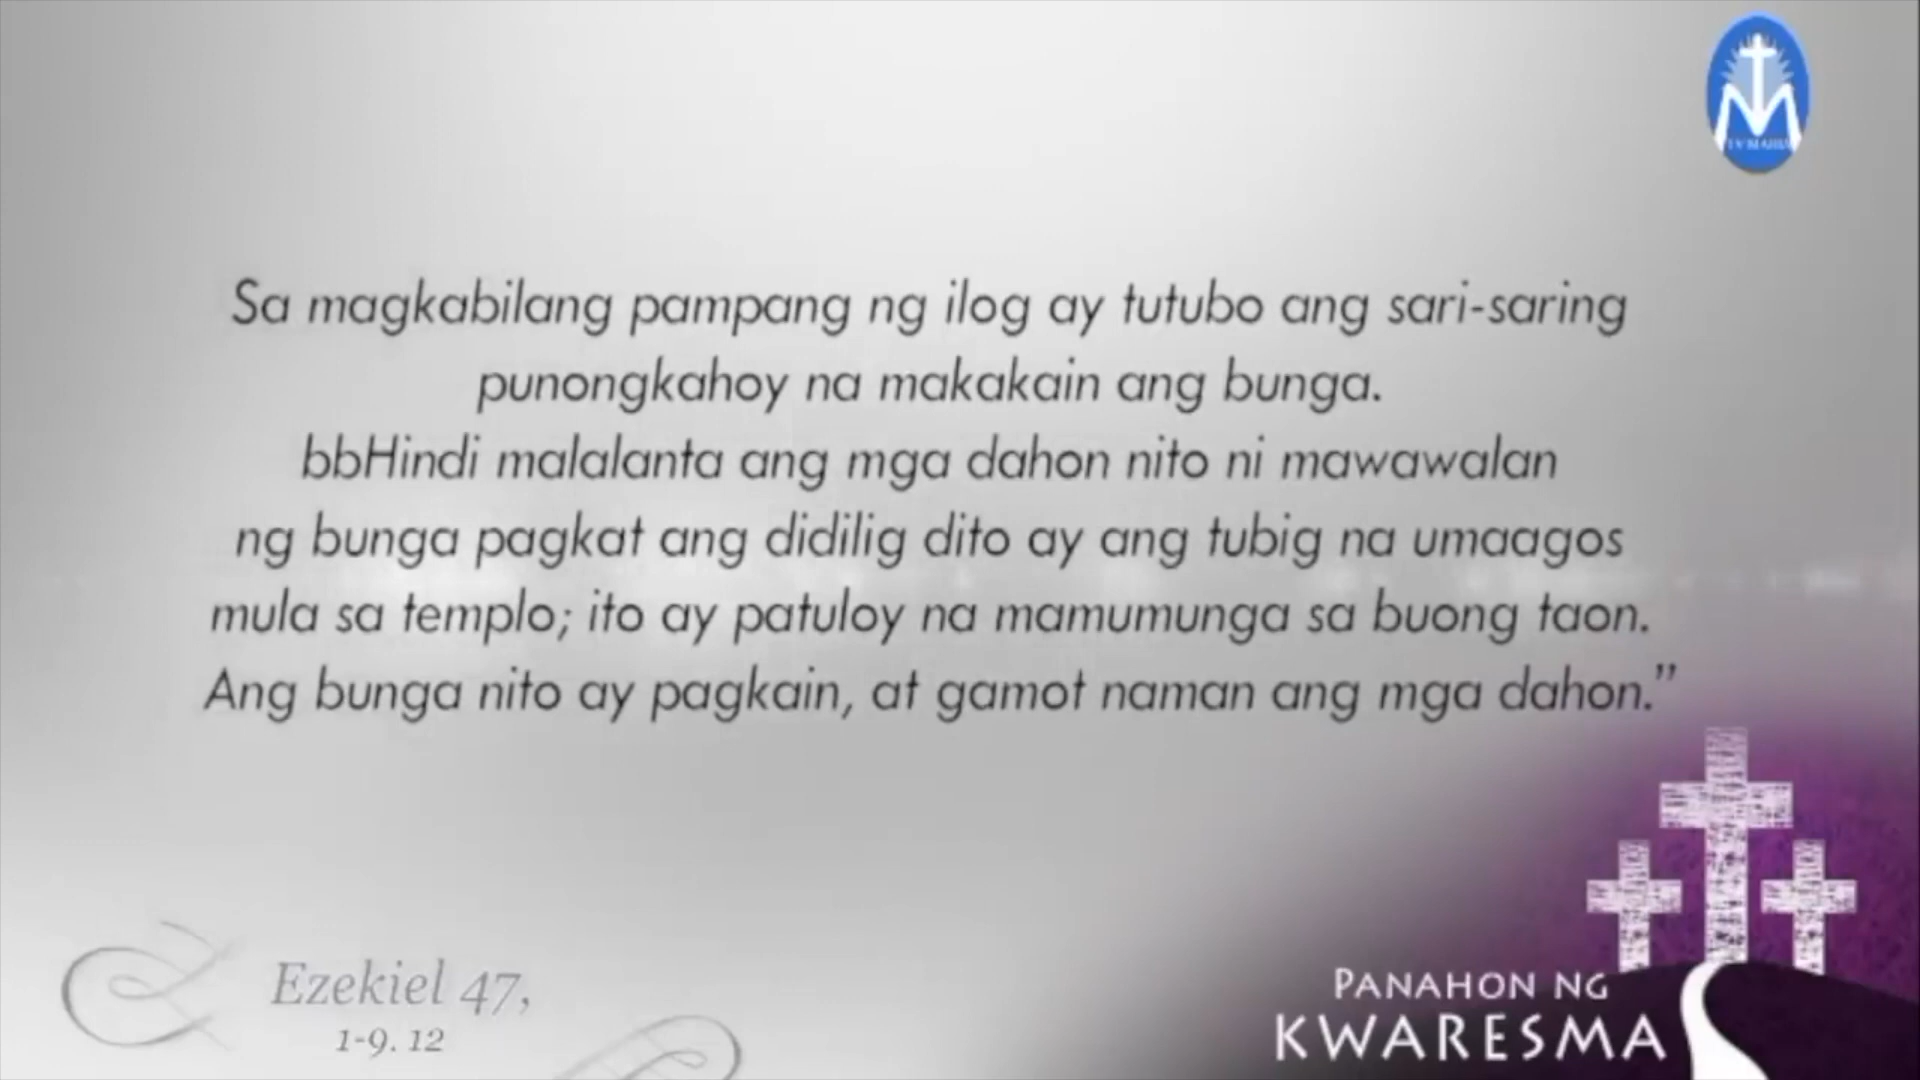 TV MARIA
Sa magkabilang pampang ng ilog ay tutubo ang sari-saring
punongkahoy na makakain ang bunga.
bbHindi malalanta ang mga dahon nito ni mawawalan
ng bunga pagkat ang didilig dito ay ang tubig na umaagos
mula sa templo; ito ay patuloy na mamumunga sa buong taon.
Ang bunga nito ay pagkain, at gamot naman ang mga dahon.”
Ezekiel 47,
1-9. 12
PANAHON NG
KWARESMA